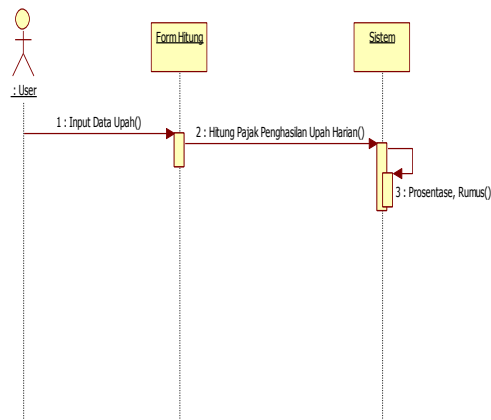 Form Hitung
Sistem
: User
1 : Input Data Upah()
2 : Hitung Pajak Penghasilan Upah Harian()
3 : Prosentase, Rumus()